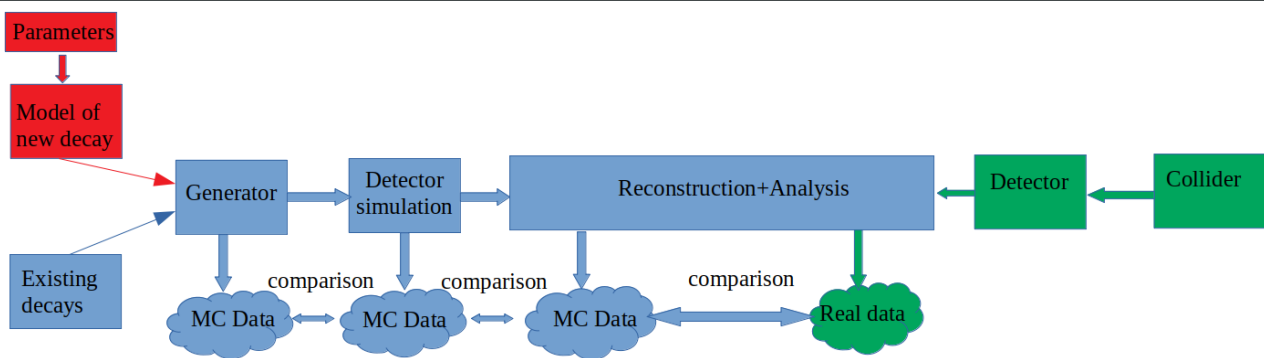 Parameters
Model of
new decay
Generator
Detector
simulation
Reconstruction+Analysis
Detector
Collider
Existing
decays
comparison
comparison
comparison
MC Data
MC Data
MC Data
Real data